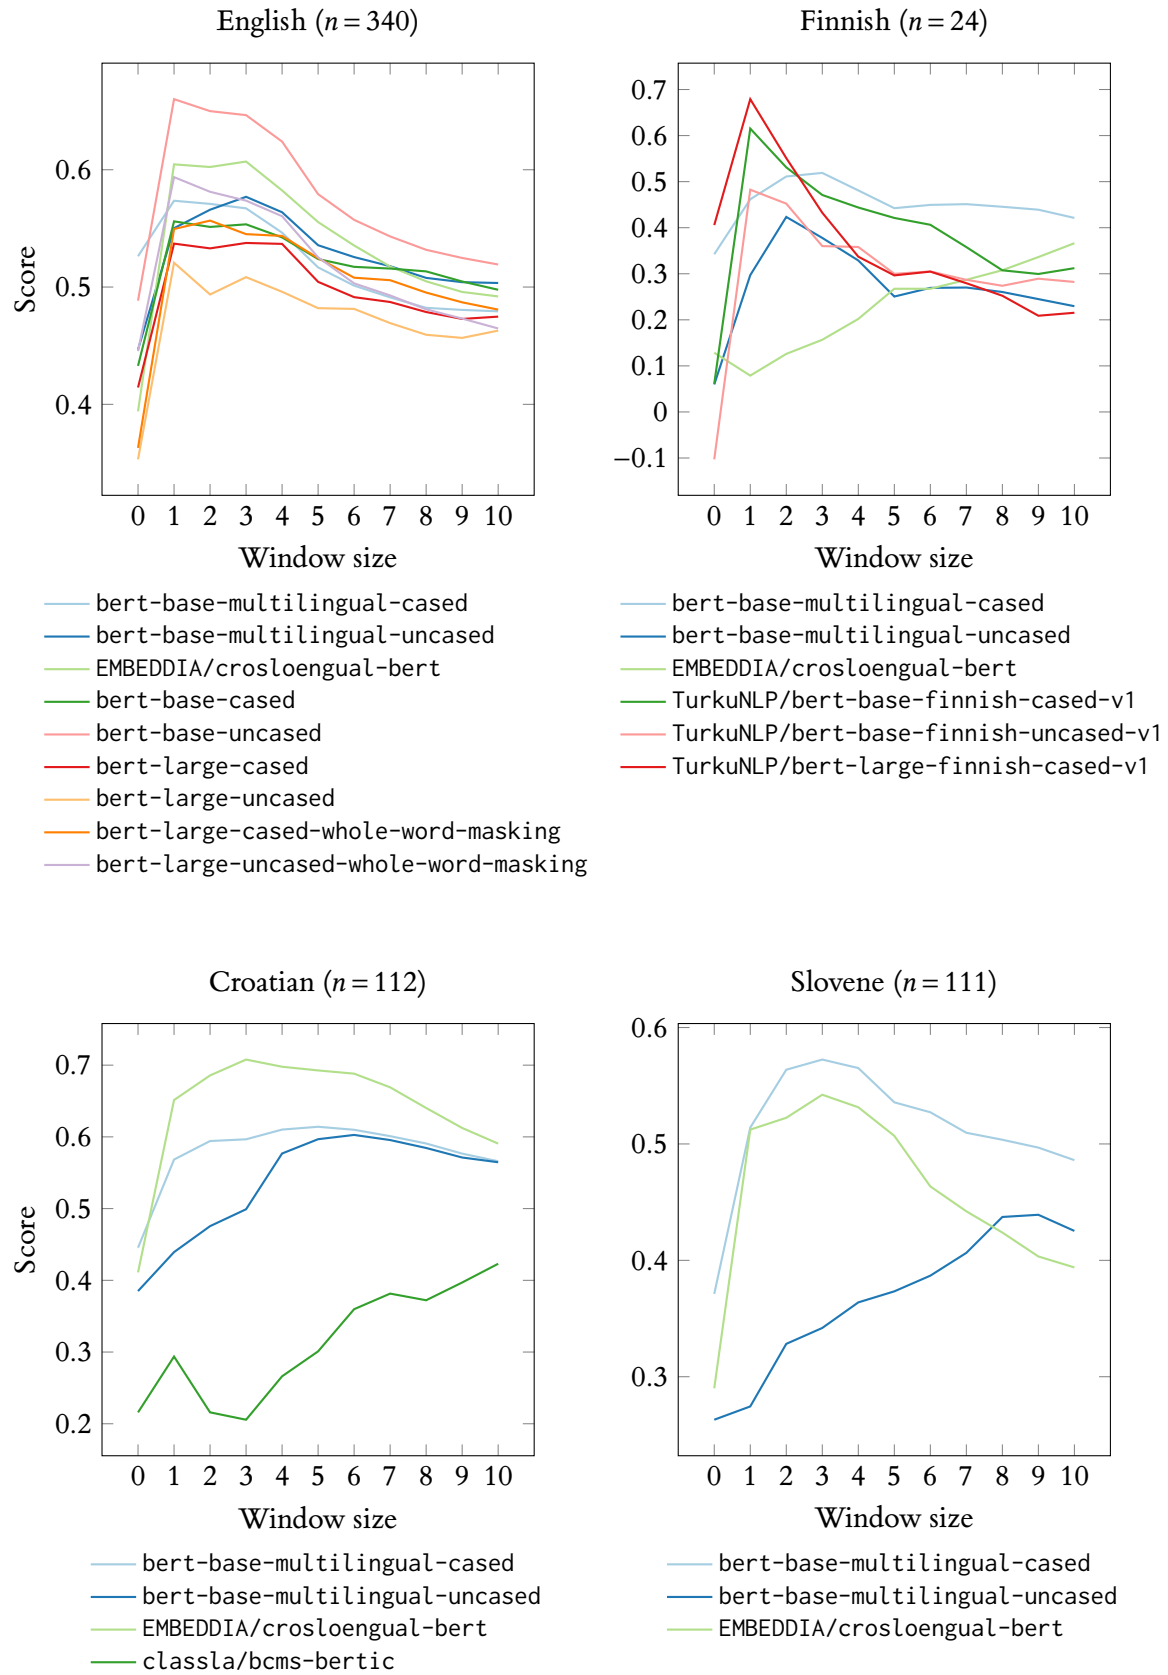 English (n = 340)
0.6
0.5
0.4
Score
0 1 2 3 4 5 6 7 8 9 10
Window size
bert-base-multilingual-cased
bert-base-multilingual-uncased
EMBEDDIA/crosloengual-bert
bert-base-cased
bert-base-uncased
bert-large-cased
bert-large-uncased
bert-large-cased-whole-word-masking
bert-large-uncased-whole-word-masking
Finnish (n = 24)
0.7
0.6
0.5
0.4
0.3
0.2
0.1
0
−0.1
0 1 2 3 4 5 6 7 8 9 10
Window size
bert-base-multilingual-cased
bert-base-multilingual-uncased
EMBEDDIA/crosloengual-bert
TurkuNLP/bert-base-finnish-cased-v1
TurkuNLP/bert-base-finnish-uncased-v1
TurkuNLP/bert-large-finnish-cased-v1
Croatian (n = 112)
0.7
0.6
0.5
0.4
0.3
0.2
Score
0 1 2 3 4 5 6 7 8 9 10
Window size
bert-base-multilingual-cased
bert-base-multilingual-uncased
EMBEDDIA/crosloengual-bert
classla/bcms-bertic
Slovene (n = 111)
0.6
0.5
0.4
0.3
0 1 2 3 4 5 6 7 8 9 10
Window size
bert-base-multilingual-cased
bert-base-multilingual-uncased
EMBEDDIA/crosloengual-bert